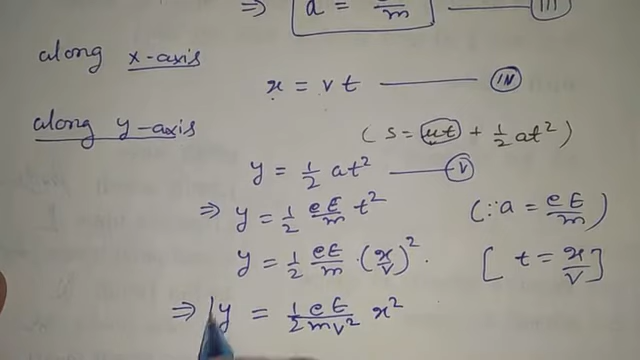 ⇒ a = e/m —— (III)
along x-axis
x = vt —— (IV)
along y-axis
(S = ut + 1/2 at²)
y = 1/2 at² —— (V)
⇒ y = 1/2 eE/m t² (∵ a = eE/m)
y = 1/2 eE/m · (x/v)². [t = x/v]
⇒ y = 1/2 eE/mv² x²